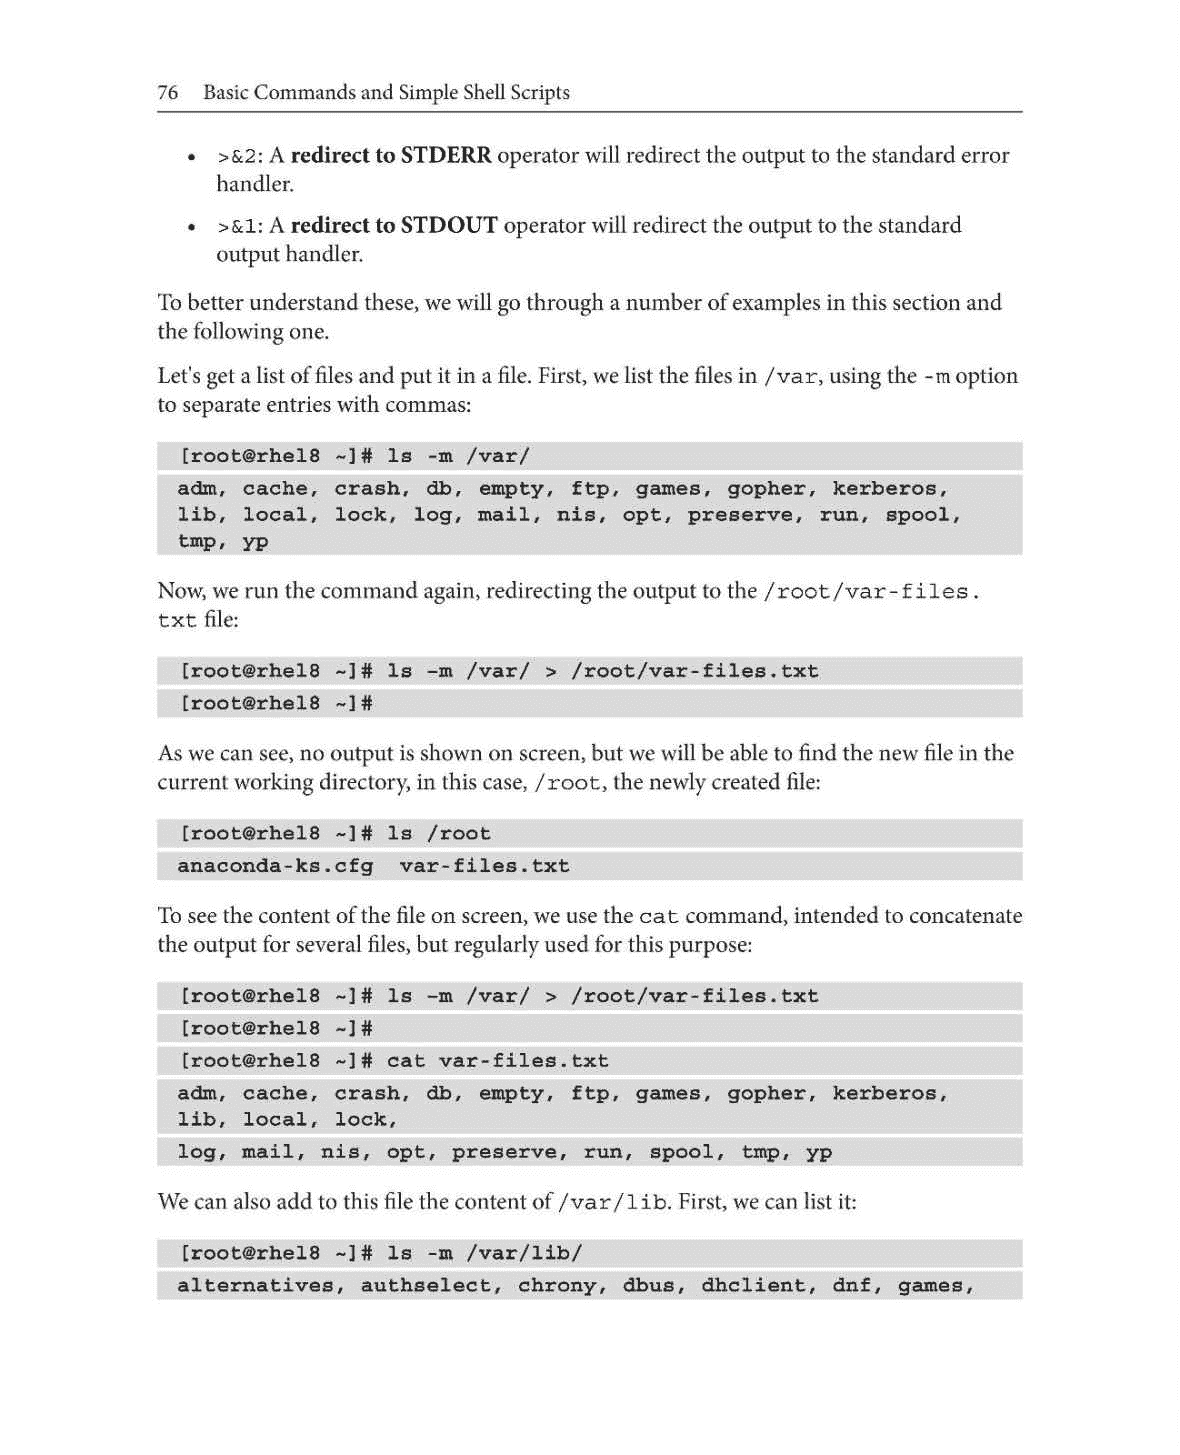 76 Basic Commands and Simple Shell Scripts
• >&2: A redirect to STDERR operator will redirect the output to the standard error
handler.
• >&1: A redirect to STDOUT operator will redirect the output to the standard
output handler.
To better understand these, we will go through a number of examples in this section and
the following one.
Let's get a list of files and put it in a file. First, we list the files in /var, using the -m option
to separate entries with commas:
[root@rhel8 ~]# ls -m /var/
adm, cache, crash, db, empty, ftp, games, gopher, kerberos,
lib, local, lock, log, mail, nis, opt, preserve, run, spool,
tmp, yp
Now, we run the command again, redirecting the output to the /root/var-files.
txt file:
[root@rhel8 ~]# ls -m /var/ > /root/var-files.txt
[root@rhel8 ~]#
As we can see, no output is shown on screen, but we will be able to find the new file in the
current working directory, in this case, /root, the newly created file:
[root@rhel8 ~]# ls /root
anaconda-ks.cfg var-files.txt
To see the content of the file on screen, we use the cat command, intended to concatenate
the output for several files, but regularly used for this purpose:
[root@rhel8 ~]# ls -m /var/ > /root/var-files.txt
[root@rhel8 ~]#
[root@rhel8 ~]# cat var-files.txt
adm, cache, crash, db, empty, ftp, games, gopher, kerberos,
lib, local, lock,
log, mail, nis, opt, preserve, run, spool, tmp, yp
We can also add to this file the content of /var/lib. First, we can list it:
[root@rhel8 ~]# ls -m /var/lib/
alternatives, authselect, chrony, dbus, dhclient, dnf, games,